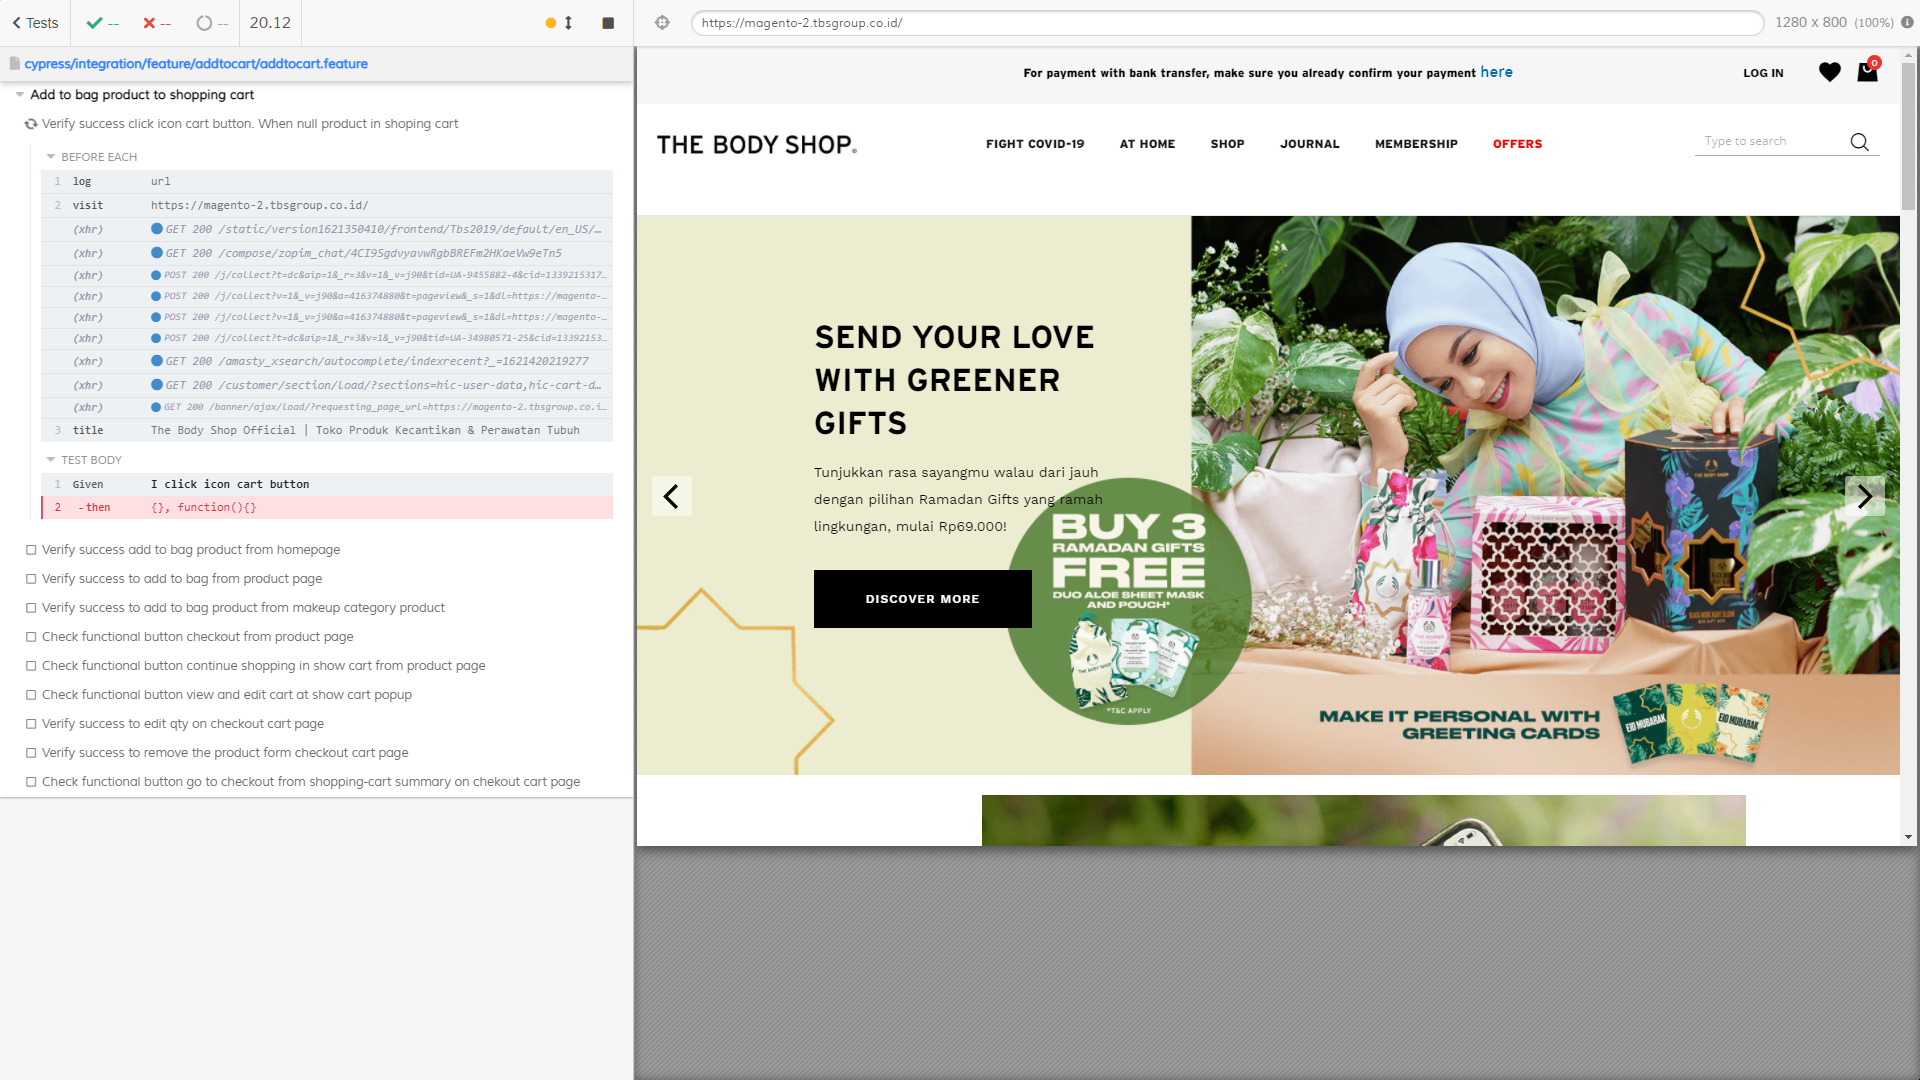 Tests
--
--
--
20.12
https://magento-2.tbsgroup.co.id/
1280 x 800 (100%)
cypress/integration/feature/addtocart/addtocart.feature
Add to bag product to shopping cart
Verify success click icon cart button. When null product in shoping cart
BEFORE EACH
1 log url
2 visit https://magento-2.tbsgroup.co.id/
(xhr) GET 200 /static/version1621350410/frontend/Tbs2019/default/en_US/…
(xhr) GET 200 /compose/zopim_chat/4CI9SgdvyavwRgbBREFm2HKaeVw9eTn5
(xhr) POST 200 /j/collect?t=dc&aip=1&_r=3&v=1&_v=j90&tid=UA-9455882-4&cid=1339215317…
(xhr) POST 200 /j/collect?v=1&_v=j90&a=416374880&t=pageview&_s=1&dl=https://magento-…
(xhr) POST 200 /j/collect?v=1&_v=j90&a=416374880&t=pageview&_s=1&dl=https://magento-…
(xhr) POST 200 /j/collect?t=dc&aip=1&_r=3&v=1&_v=j90&tid=UA-34980571-25&cid=13392153…
(xhr) GET 200 /amasty_xsearch/autocomplete/indexrecent?_=1621420219277
(xhr) GET 200 /customer/section/load/?sections=hic-user-data,hic-cart-d…
(xhr) GET 200 /banner/ajax/load/?requesting_page_url=https://magento-2.tbsgroup.co.i…
3 title The Body Shop Official | Toko Produk Kecantikan & Perawatan Tubuh
TEST BODY
1 Given I click icon cart button
2 -then {}, function(){}
Verify success add to bag product from homepage
Verify success to add to bag from product page
Verify success to add to bag product from makeup category product
Check functional button checkout from product page
Check functional button continue shopping in show cart from product page
Check functional button view and edit cart at show cart popup
Verify success to edit qty on checkout cart page
Verify success to remove the product form checkout cart page
Check functional button go to checkout from shopping-cart summary on chekout cart page
For payment with bank transfer, make sure you already confirm your payment here
LOG IN
0
THE BODY SHOP®
FIGHT COVID-19 AT HOME SHOP JOURNAL MEMBERSHIP OFFERS
Type to search
SEND YOUR LOVE
WITH GREENER
GIFTS
Tunjukkan rasa sayangmu walau dari jauh
dengan pilihan Ramadan Gifts yang ramah
lingkungan, mulai Rp69.000!
DISCOVER MORE
BUY 3
RAMADAN GIFTS
FREE
DUO ALOE SHEET MASK
AND POUCH*
*T&C APPLY
MAKE IT PERSONAL WITH
GREETING CARDS
EID MUBARAK
EID MUBARAK